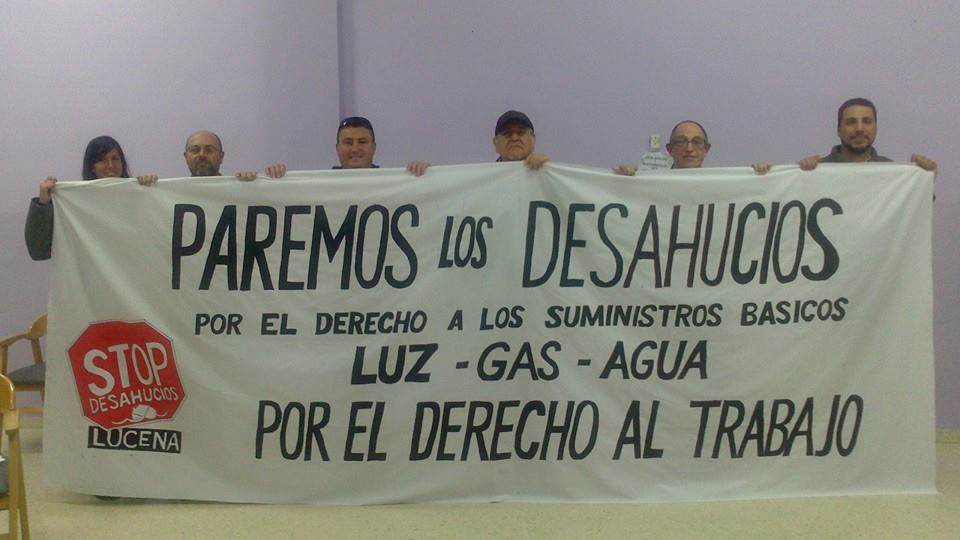 PAREMOS LOS DESAHUCIOS
POR EL DERECHO A LOS SUMINISTROS BASICOS
LUZ - GAS - AGUA
POR EL DERECHO AL TRABAJO
STOP
DESAHUCIOS
LUCENA